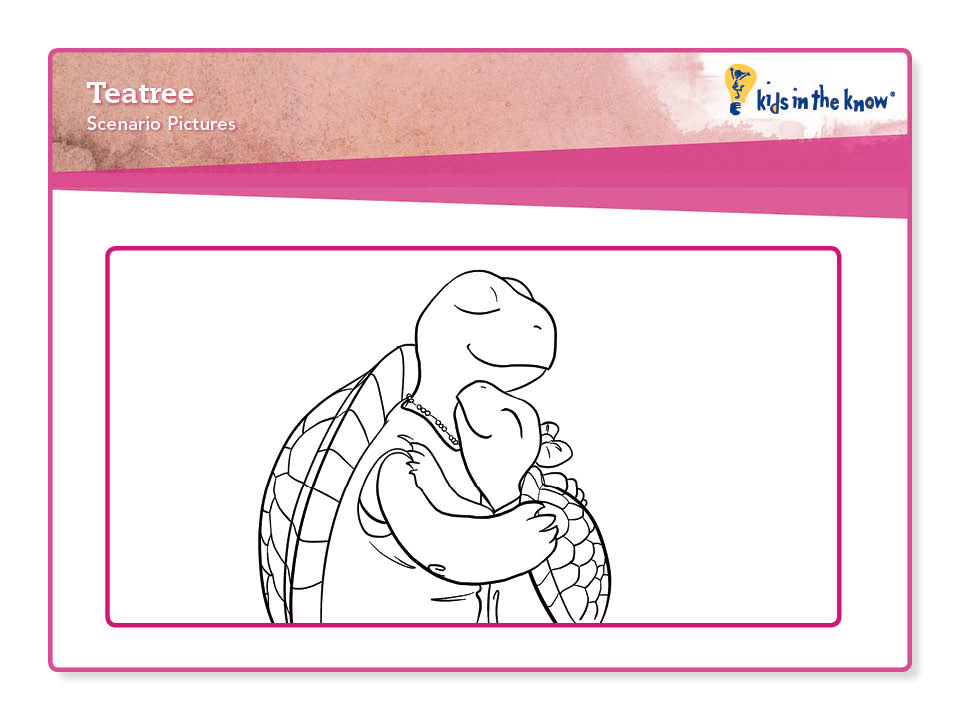 Teatree
Scenario Pictures
kids in the know®